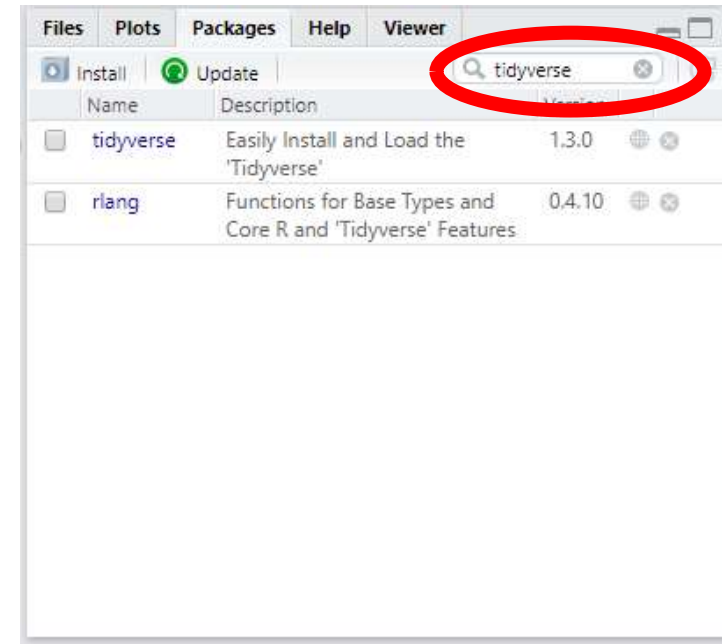 Files Plots Packages Help Viewer
Install Update tidyverse
Name Description Version
tidyverse Easily Install and Load the 1.3.0
'Tidyverse'
rlang Functions for Base Types and 0.4.10
Core R and 'Tidyverse' Features